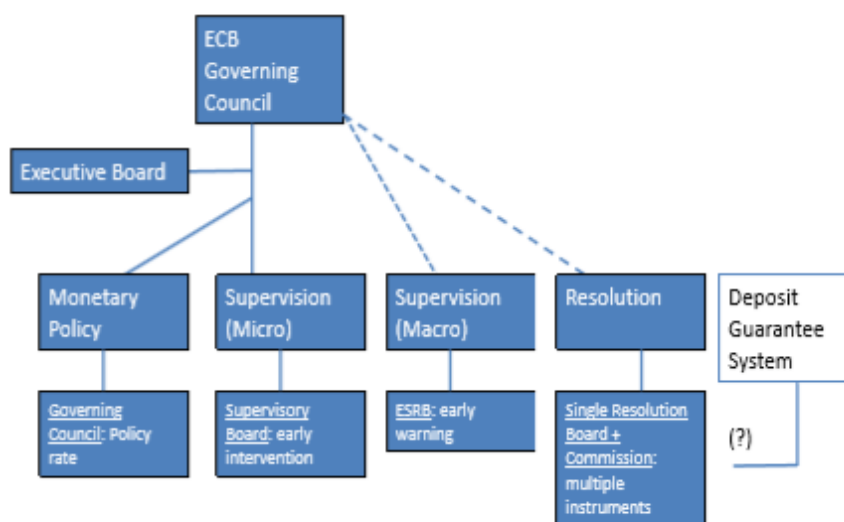 ECB
Governing
Council
Executive Board
Monetary
Policy
Supervision
(Micro)
Supervision
(Macro)
Resolution
Deposit
Guarantee
System
Governing
Council: Policy
rate
Supervisory
Board: early
intervention
ESRB: early
warning
Single Resolution
Board +
Commission:
multiple
instruments
(?)